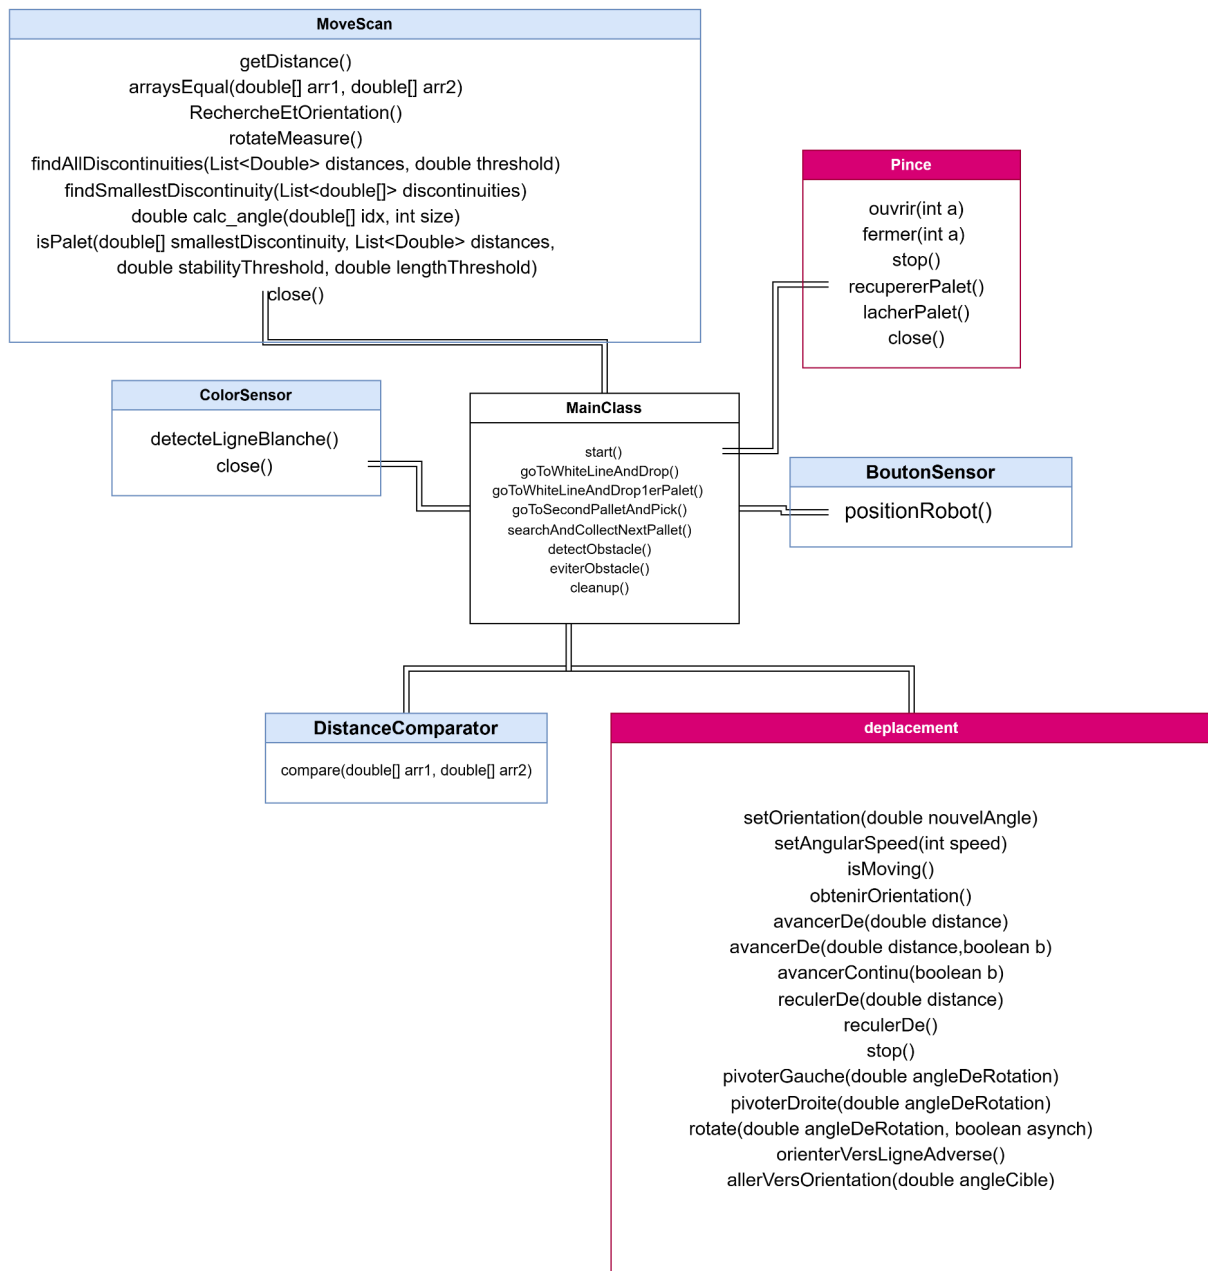 MoveScan
getDistance()
arraysEqual(double[] arr1, double[] arr2)
RechercheEtOrientation()
rotateMeasure()
findAllDiscontinuities(List<Double> distances, double threshold)
findSmallestDiscontinuity(List<double[]> discontinuities)
double calc_angle(double[] idx, int size)
isPalet(double[] smallestDiscontinuity, List<Double> distances,
double stabilityThreshold, double lengthThreshold)
close()
Pince
ouvrir(int a)
fermer(int a)
stop()
recupererPalet()
lacherPalet()
close()
ColorSensor
detecteLigneBlanche()
close()
MainClass
start()
goToWhiteLineAndDrop()
goToWhiteLineAndDrop1erPalet()
goToSecondPalletAndPick()
searchAndCollectNextPallet()
detectObstacle()
eviterObstacle()
cleanup()
BoutonSensor
positionRobot()
DistanceComparator
compare(double[] arr1, double[] arr2)
deplacement
setOrientation(double nouvelAngle)
setAngularSpeed(int speed)
isMoving()
obtenirOrientation()
avancerDe(double distance)
avancerDe(double distance,boolean b)
avancerContinu(boolean b)
reculerDe(double distance)
reculerDe()
stop()
pivoterGauche(double angleDeRotation)
pivoterDroite(double angleDeRotation)
rotate(double angleDeRotation, boolean asynch)
orienterVersLigneAdverse()
allerVersOrientation(double angleCible)